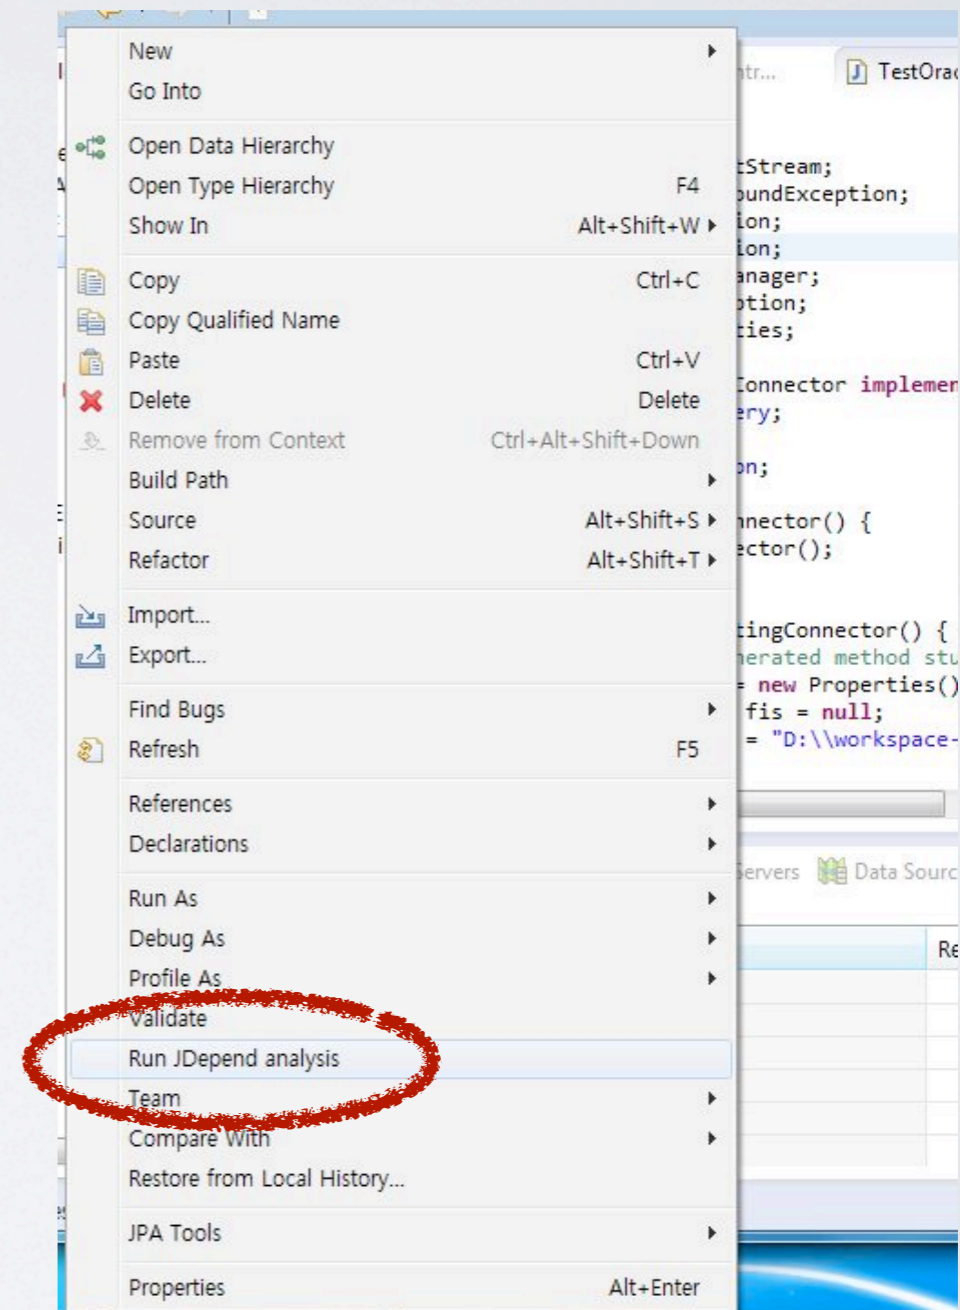 New
Go Into
Open Data Hierarchy
Open Type Hierarchy F4
Show In Alt+Shift+W
Copy Ctrl+C
Copy Qualified Name
Paste Ctrl+V
Delete Delete
Remove from Context Ctrl+Alt+Shift+Down
Build Path
Source Alt+Shift+S
Refactor Alt+Shift+T
Import...
Export...
Find Bugs
Refresh F5
References
Declarations
Run As
Debug As
Profile As
Validate
Run JDepend analysis
Team
Compare With
Restore from Local History...
JPA Tools
Properties Alt+Enter
ntr... TestOrac
tStream;
oundException;
ion;
ion;
anager;
ption;
ties;
Connector implemen
ery;
on;
nnector() {
ector();
tingConnector() {
nerated method stu
= new Properties()
fis = null;
= "D:\\workspace-
Servers Data Sourc
Re